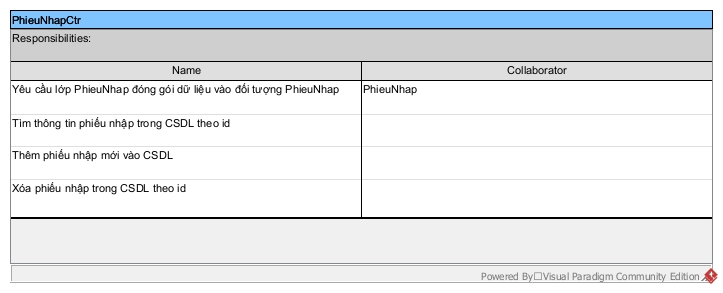 PhieuNhapCtr
Responsibilities:
Name Collaborator
Yêu cầu lớp PhieuNhap đóng gói dữ liệu vào đối tượng PhieuNhap PhieuNhap
Tìm thông tin phiếu nhập trong CSDL theo id
Thêm phiếu nhập mới vào CSDL
Xóa phiếu nhập trong CSDL theo id
Powered By□Visual Paradigm Community Edition